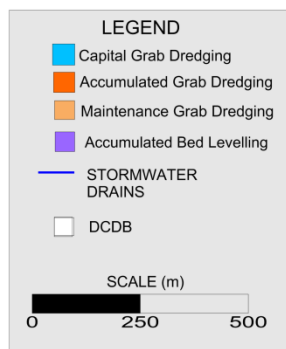 LEGEND
Capital Grab Dredging
Accumulated Grab Dredging
Maintenance Grab Dredging
Accumulated Bed Levelling
STORMWATER
DRAINS
DCDB
SCALE (m)
0 250 500